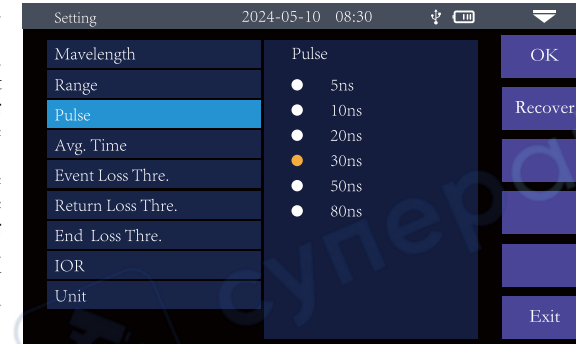 Setting 2024-05-10 08:30
Mavelength
Range
Pulse
Avg. Time
Event Loss Thre.
Return Loss Thre.
End Loss Thre.
IOR
Unit
Pulse
5ns
10ns
20ns
30ns
50ns
80ns
OK
Recover
Exit